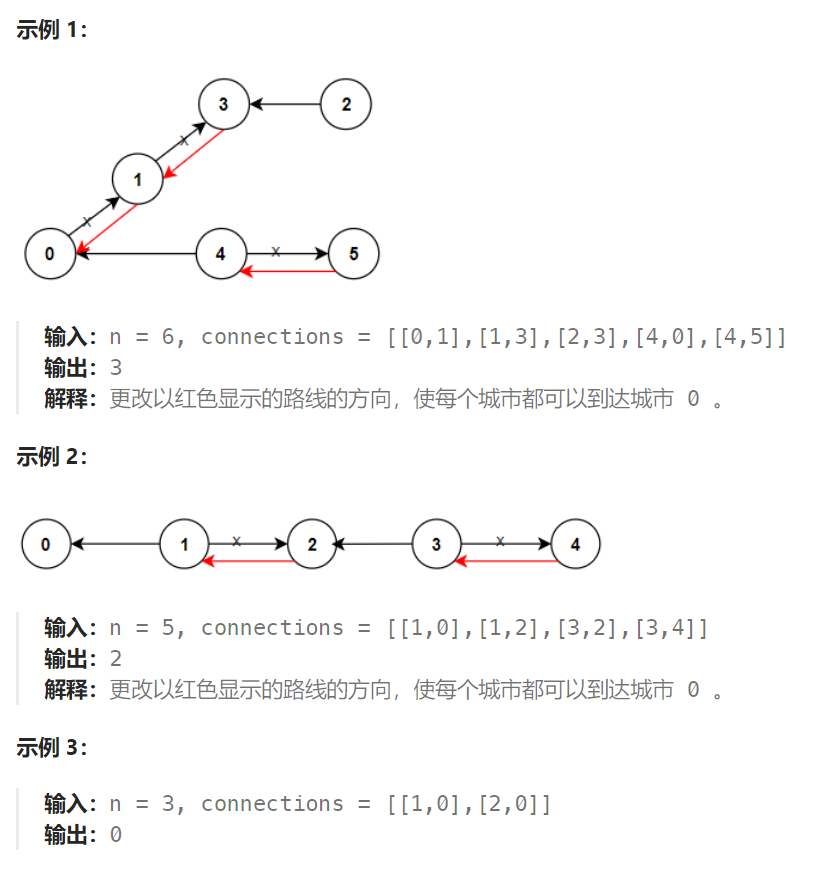 示例 1：
3 2
x
1
x
0 4 x 5
输入：n = 6, connections = [[0,1],[1,3],[2,3],[4,0],[4,5]]
输出：3
解释：更改以红色显示的路线的方向，使每个城市都可以到达城市 0 。
示例 2：
0 1 x 2 3 x 4
输入：n = 5, connections = [[1,0],[1,2],[3,2],[3,4]]
输出：2
解释：更改以红色显示的路线的方向，使每个城市都可以到达城市 0 。
示例 3：
输入：n = 3, connections = [[1,0],[2,0]]
输出：0